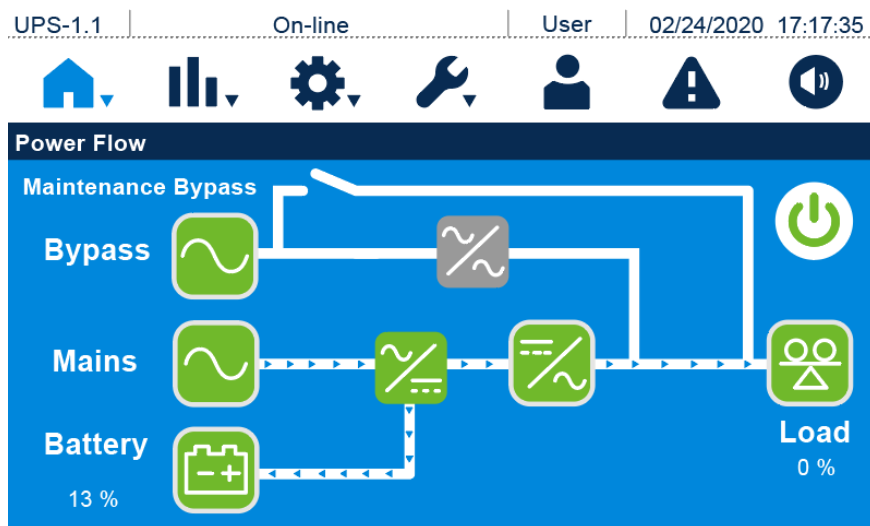 UPS-1.1 On-line User 02/24/2020 17:17:35
Power Flow
Maintenance Bypass
Bypass
Mains
Battery
13 %
Load
0 %